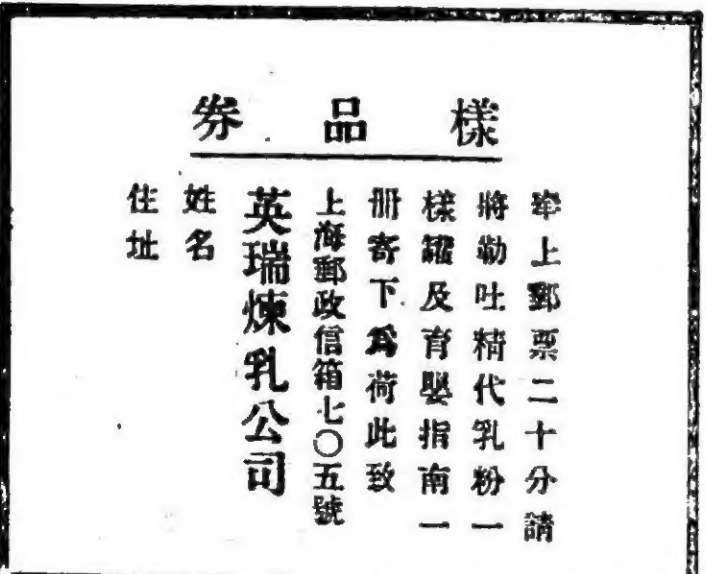 樣品券
奉上郵票二十分請
將勒吐精代乳粉一
樣罐及育嬰指南一
冊寄下為荷此致
上海郵政信箱七〇五號
英瑞煉乳公司
姓名
住址